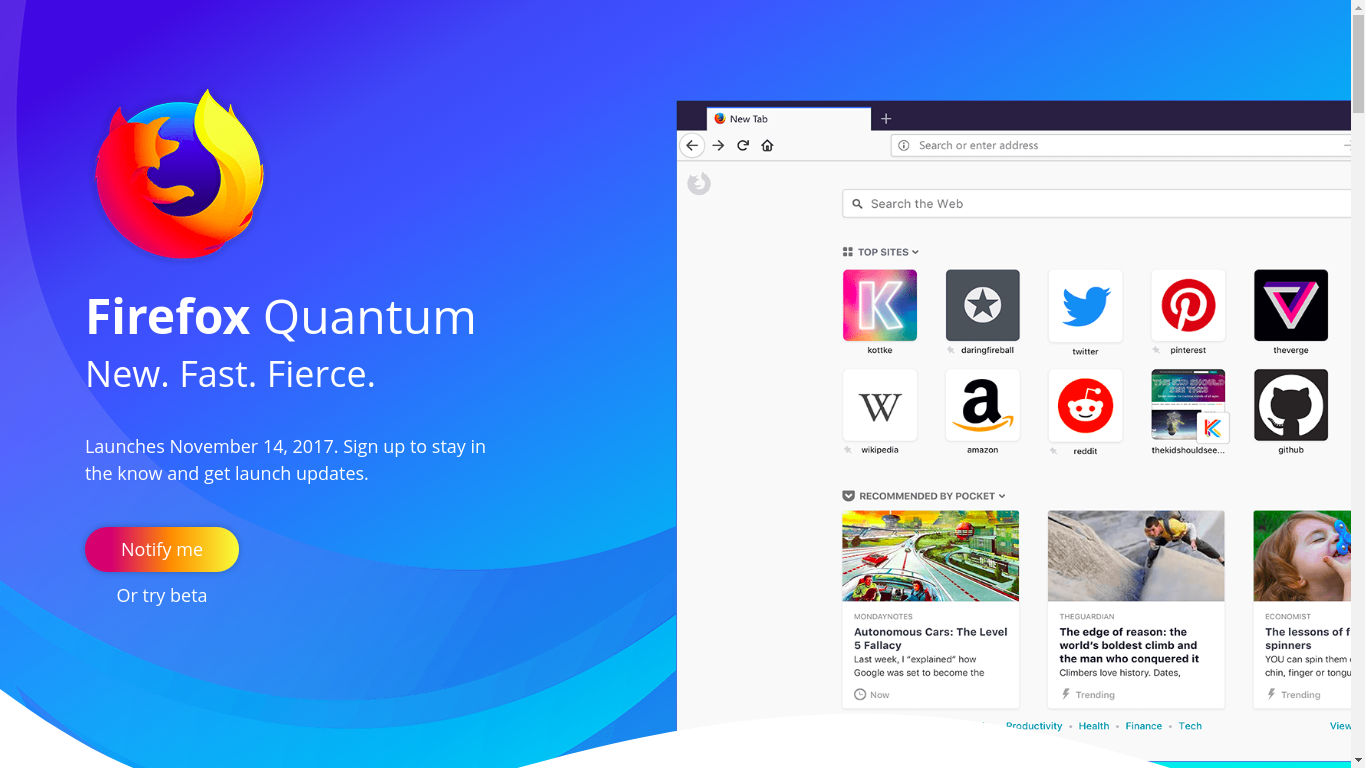 Firefox Quantum
New. Fast. Fierce.
Launches November 14, 2017. Sign up to stay in
the know and get launch updates.
Notify me
Or try beta
New Tab
Search or enter address
Search the Web
TOP SITES
kottke
daringfireball
twitter
pinterest
theverge
wikipedia
amazon
reddit
thekidshouldsee...
github
RECOMMENDED BY POCKET
MONDAYNOTES
Autonomous Cars: The Level
5 Fallacy
Last week, I “explained” how
Google was set to become the
Now
THEGUARDIAN
The edge of reason: the
world’s boldest climb and
the man who conquered it
Climbers love history. Dates,
Trending
ECONOMIST
The lessons of f
spinners
YOU can spin them
chin, finger or tongu
Trending
Productivity • Health • Finance • Tech
View